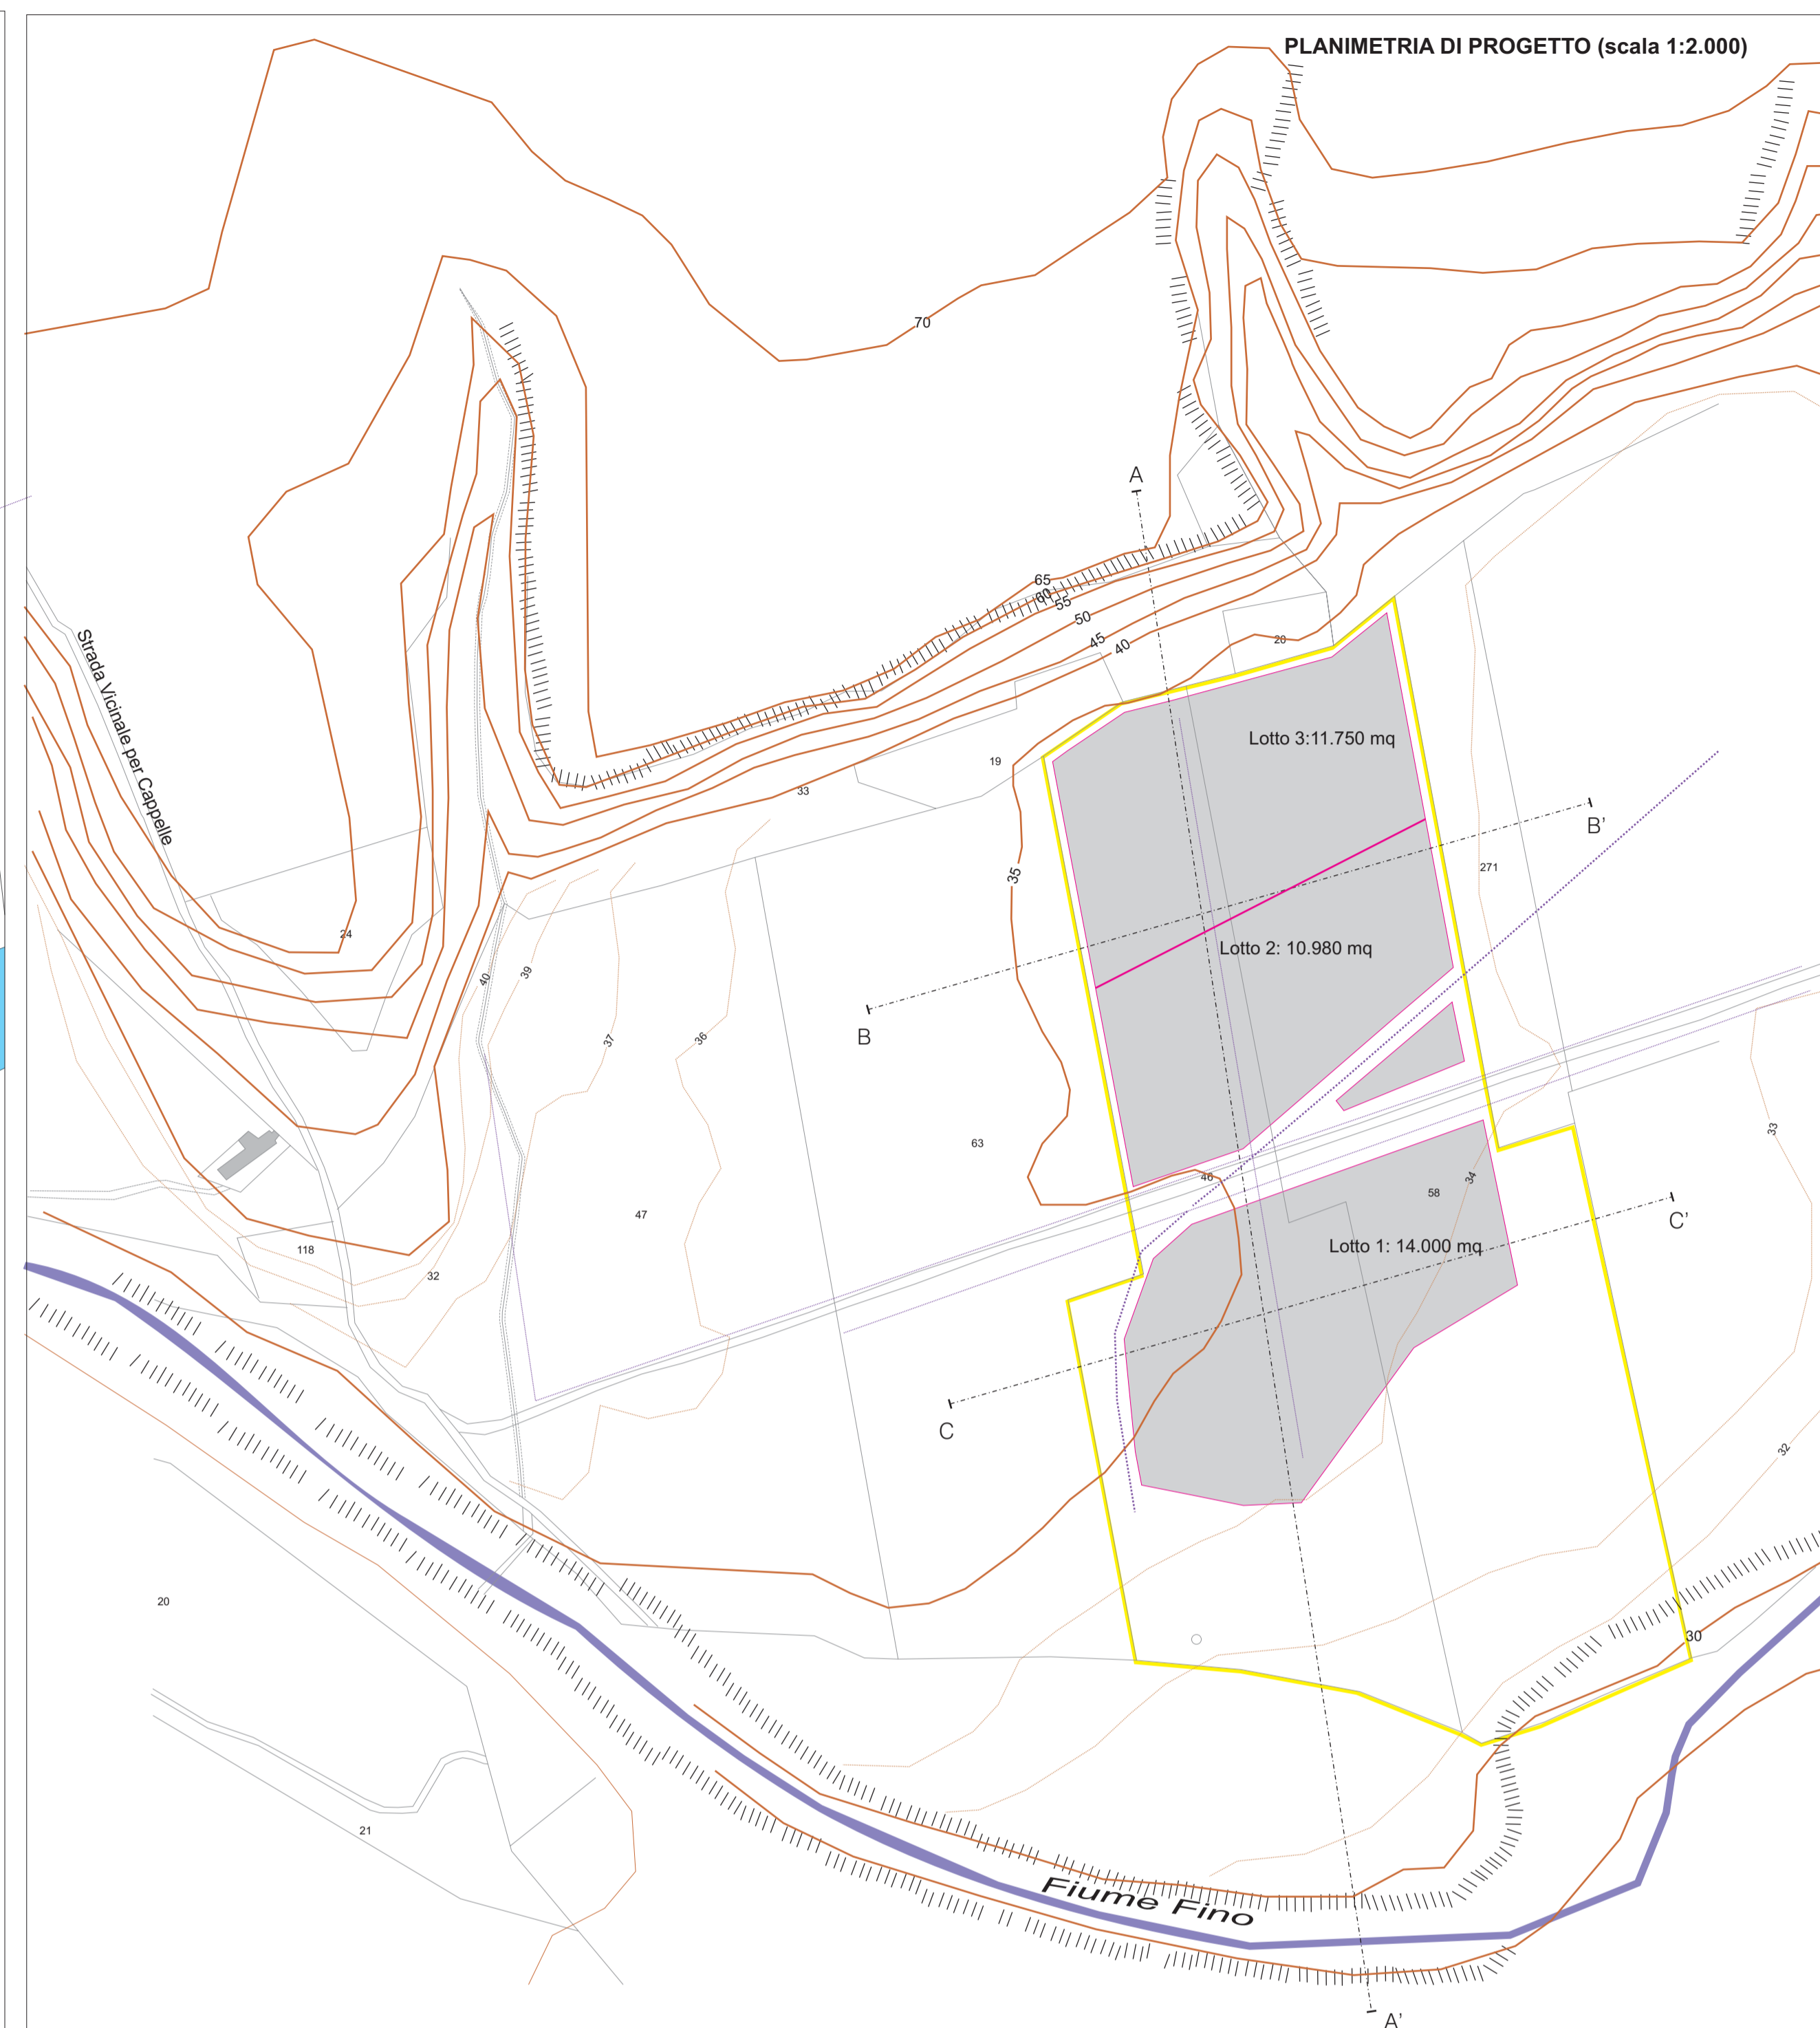 PLANIMETRIA DI PROGETTO (scala 1:2.000)
70
A
65
60
55
50
45
40
20
Strada Vicinale per Cappelle
Lotto 3:11.750 mq
19
33
B'
35
271
24
Lotto 2: 10.980 mq
40
39
37
36
B
63
33
46
34
58
47
C'
118
Lotto 1: 14.000 mq
32
C
32
20
30
21
Fiume Fino
A'